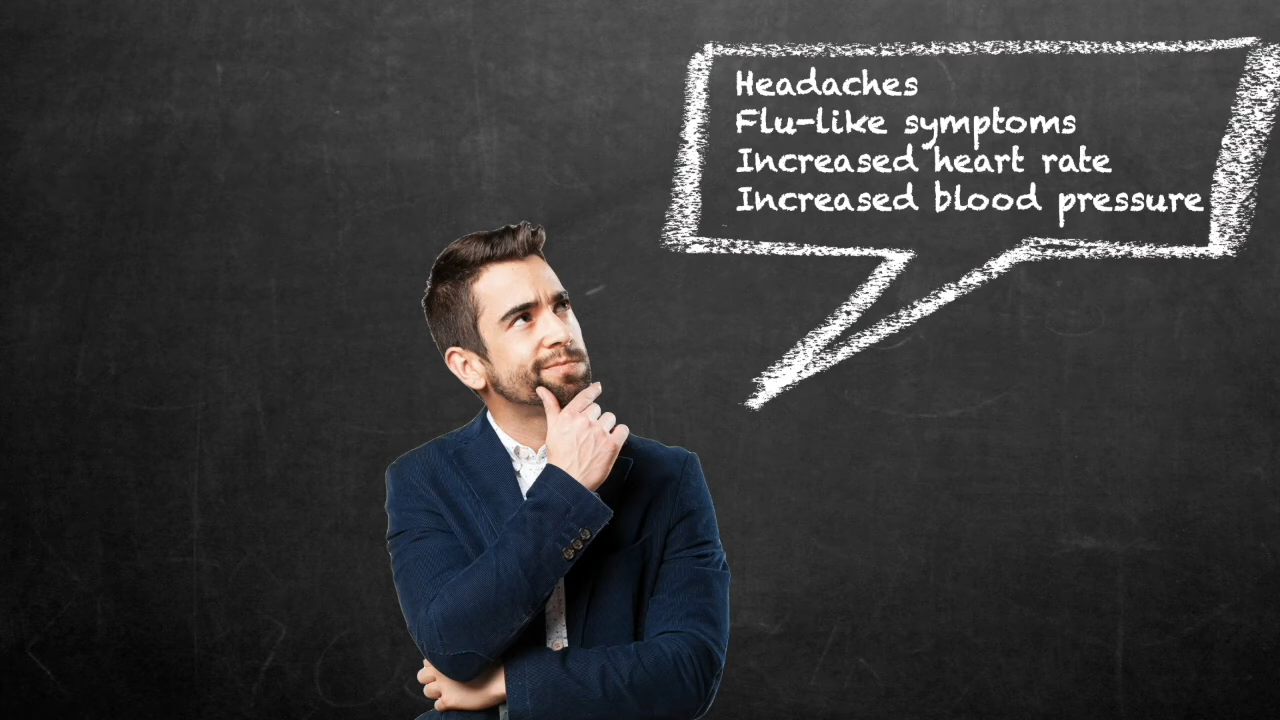 Headaches
Flu-like symptoms
Increased heart rate
Increased blood pressure